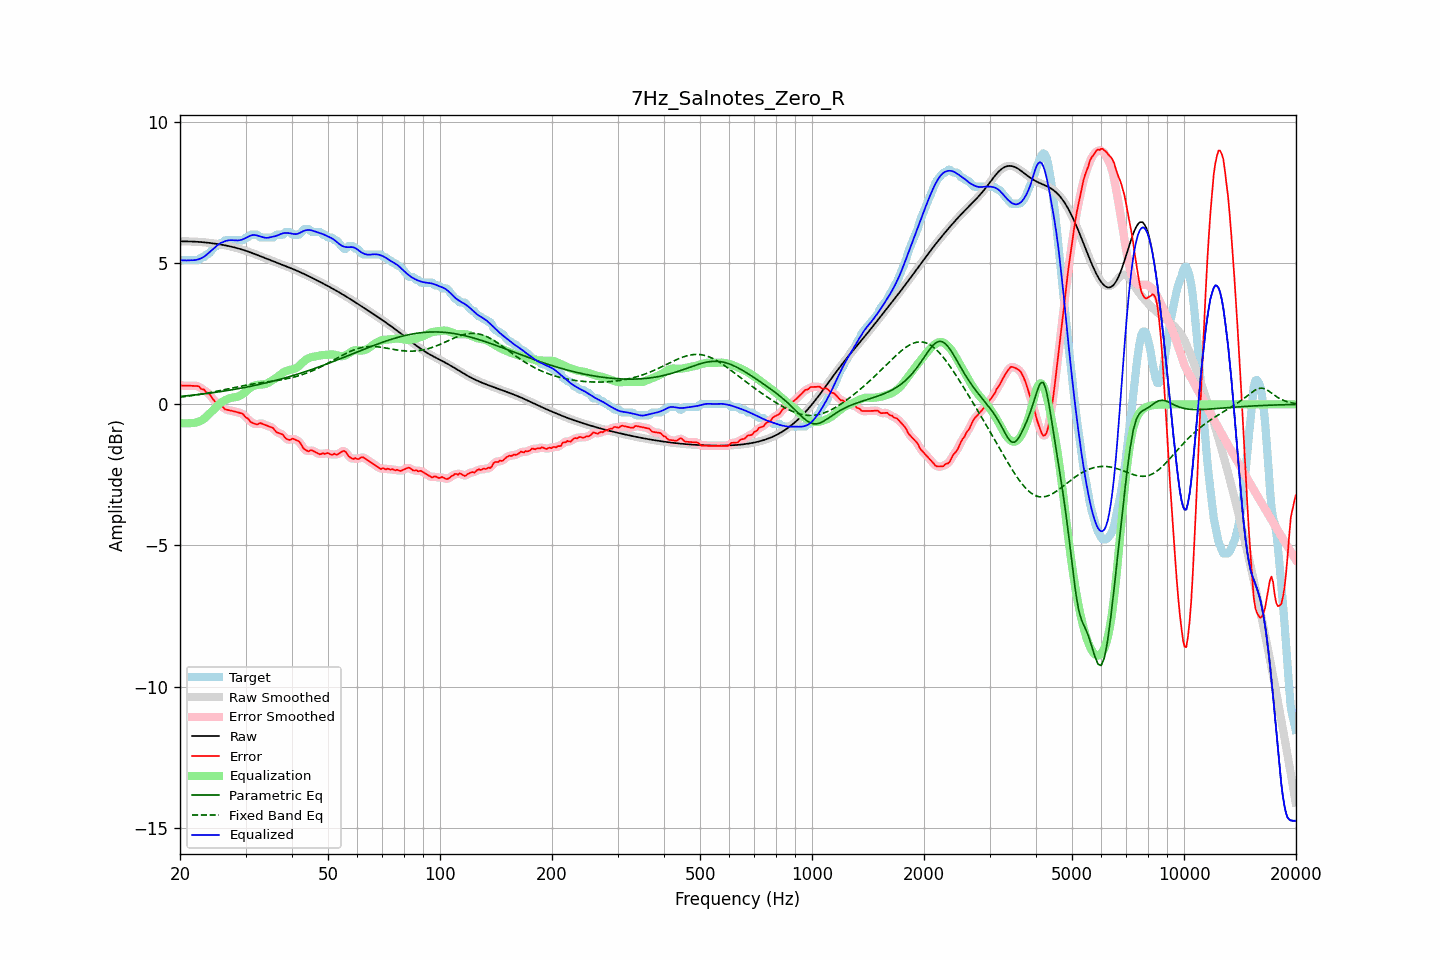 7Hz_Salnotes_Zero_R
10
5
0
−5
−10
−15
Amplitude (dBr)
Target
Raw Smoothed
Error Smoothed
Raw
Error
Equalization
Parametric Eq
Fixed Band Eq
Equalized
20 50 100 200 500 1000 2000 5000 10000 20000
Frequency (Hz)